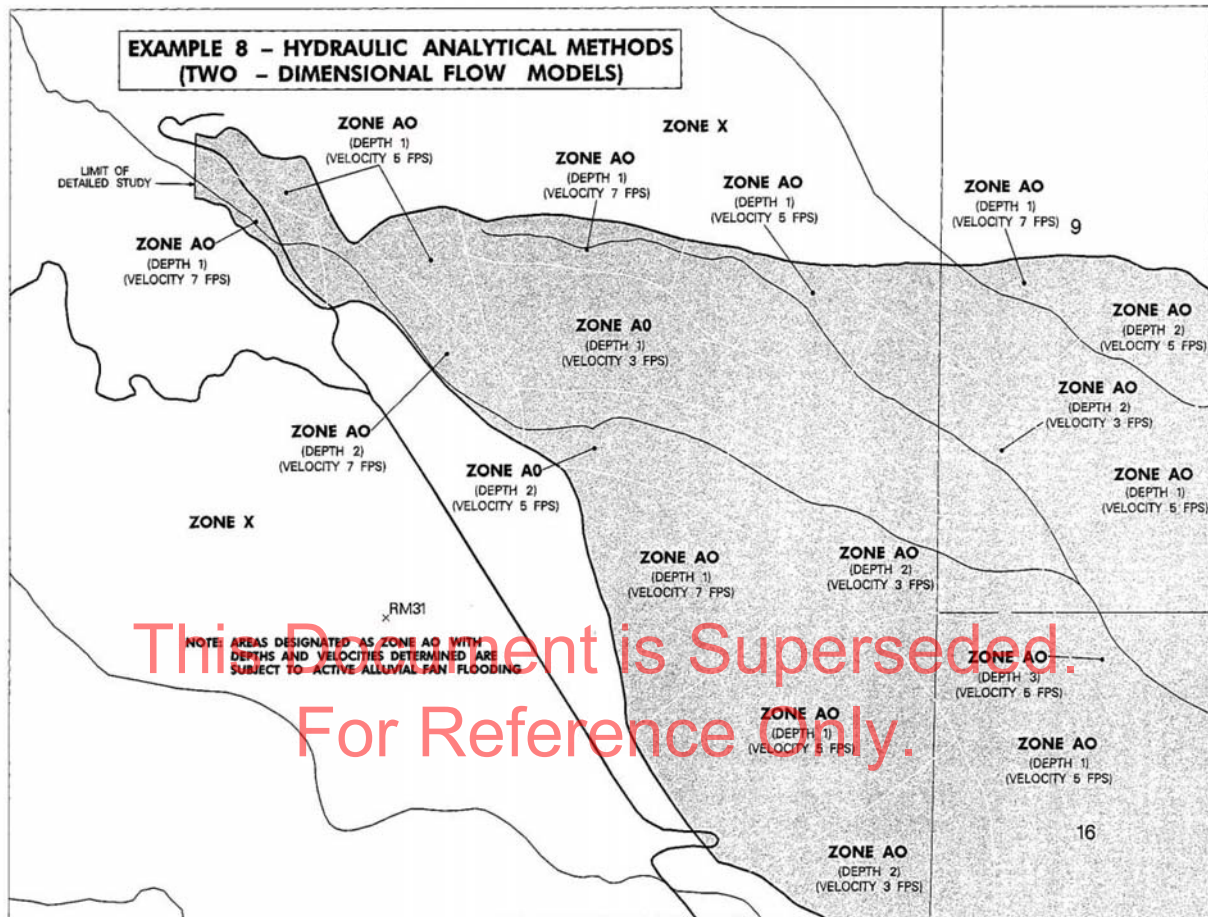 EXAMPLE 8 – HYDRAULIC ANALYTICAL METHODS
(TWO – DIMENSIONAL FLOW MODELS)
ZONE AO
(DEPTH 1)
(VELOCITY 5 FPS)
ZONE X
LIMIT OF
DETAILED STUDY
ZONE AO
(DEPTH 1)
(VELOCITY 7 FPS)
ZONE AO
(DEPTH 1)
(VELOCITY 5 FPS)
ZONE AO
(DEPTH 1)
(VELOCITY 7 FPS)
9
ZONE AO
(DEPTH 1)
(VELOCITY 7 FPS)
ZONE A0
(DEPTH 1)
(VELOCITY 3 FPS)
ZONE AO
(DEPTH 2)
(VELOCITY 5 FPS)
ZONE AO
(DEPTH 2)
(VELOCITY 3 FPS)
ZONE AO
(DEPTH 2)
(VELOCITY 7 FPS)
ZONE A0
(DEPTH 2)
(VELOCITY 5 FPS)
ZONE AO
(DEPTH 1)
(VELOCITY 5 FPS)
ZONE X
ZONE AO
(DEPTH 1)
(VELOCITY 7 FPS)
ZONE AO
(DEPTH 2)
(VELOCITY 3 FPS)
RM31
NOTE: AREAS DESIGNATED AS ZONE AO WITH
DEPTHS AND VELOCITIES DETERMINED ARE
SUBJECT TO ACTIVE ALLUVIAL FAN FLOODING
This Document is Superseded.
For Reference Only.
ZONE AO
(DEPTH 3)
(VELOCITY 5 FPS)
ZONE AO
(DEPTH 1)
(VELOCITY 5 FPS)
ZONE AO
(DEPTH 1)
(VELOCITY 5 FPS)
16
ZONE AO
(DEPTH 2)
(VELOCITY 3 FPS)